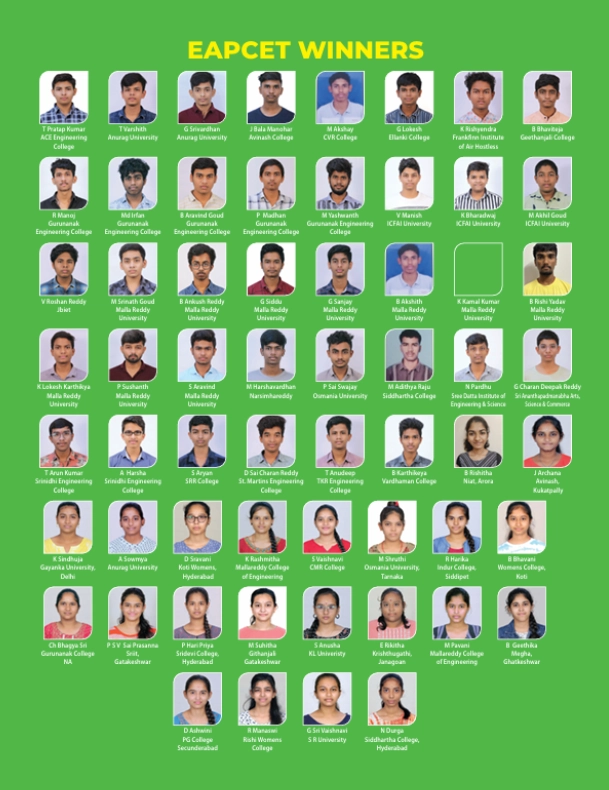 EAPCET WINNERS
T Pratap Kumar
ACE Engineering
College
T Varshith
Anurag University
G Srivardhan
Anurag University
J Bala Manohar
Avinash College
M Akshay
CVR College
G Lokesh
Ellanki College
K Rishyendra
Frankfinn Institute
of Air Hostless
B Bhaviteja
Geethanjali College
R Manoj
Gurunanak
Engineering College
Md Irfan
Gurunanak
Engineering College
B Aravind Goud
Gurunanak
Engineering College
P Madhan
Gurunanak
Engineering College
M Yashwanth
Gurunanak Engineering
College
V Manish
ICFAI University
K Bharadwaj
ICFAI University
M Akhil Goud
ICFAI University
V Roshan Reddy
Jbiet
M Srinath Goud
Malla Reddy
University
B Ankush Reddy
Malla Reddy
University
G Siddu
Malla Reddy
University
G Sanjay
Malla Reddy
University
B Akshith
Malla Reddy
University
K Kamal Kumar
Malla Reddy
University
B Rishi Yadav
Malla Reddy
University
K Lokesh Karthikya
Malla Reddy
University
P Sushanth
Malla Reddy
University
S Aravind
Malla Reddy
University
M Harshavardhan
Narsimhareddy
P Sai Swajay
Osmania University
M Adithya Raju
Siddhartha College
N Pardhu
Sree Datta Institute of
Engineering & Science
G Charan Deepak Reddy
Sri Ananthapadmanabha Arts,
Science & Commerce
T Arun Kumar
Srinidhi Engineering
College
A Harsha
Srinidhi Engineering
College
S Aryan
SRR College
D Sai Charan Reddy
St. Martins Engineering
College
T Anudeep
TKR Engineering
College
B Karthikeya
Vardhaman College
B Rishitha
Niat, Arora
J Archana
Avinash,
Kukatpally
K Sindhuja
Gayanka University,
Delhi
A Sowmya
Anurag University
D Sravani
Koti Womens,
Hyderabad
K Rashmitha
Mallareddy College
of Engineering
S Vaishnavi
CMR College
M Shruthi
Osmania University,
Tarnaka
R Harika
Indur College,
Siddipet
B Bhavani
Womens College,
Koti
Ch Bhagya Sri
Gurunanak College
NA
P S V Sai Prasanna
Sriit,
Gatakeshwar
P Hari Priya
Sridevi College,
Hyderabad
M Suhitha
Githanjali
Gatakeshwar
S Anusha
KL Univeristy
E Nikitha
Krishthugathi,
Janagoan
M Pavani
Mallareddy College
of Engineering
B Geethika
Megha,
Ghatkeshwar
D Ashwini
PG College
Secunderabad
R Manaswi
Rishi Womens
College
G Sri Vaishnavi
S R University
N Durga
Siddhartha College,
Hyderabad